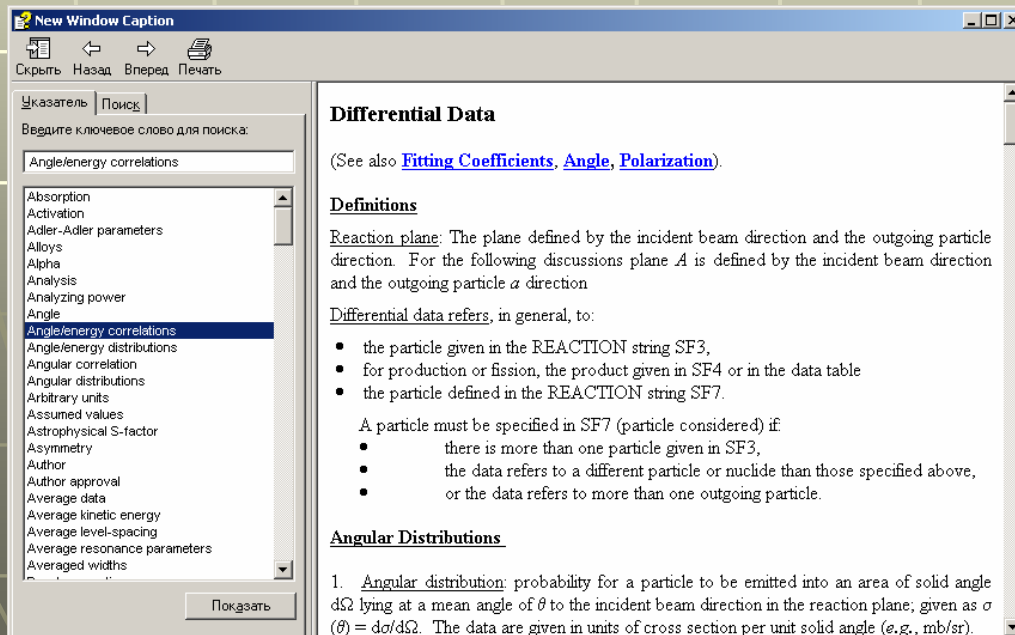 New Window Caption
Скрыть Назад Вперед Печать
Указатель Поиск
Введите ключевое слово для поиска:
Angle/energy correlations
Absorption
Activation
Adler-Adler parameters
Alloys
Alpha
Analysis
Analyzing power
Angle
Angle/energy correlations
Angle/energy distributions
Angular correlation
Angular distributions
Arbitrary units
Assumed values
Astrophysical S-factor
Asymmetry
Author
Author approval
Average data
Average kinetic energy
Average level-spacing
Average resonance parameters
Averaged widths
Показать
Differential Data
(See also Fitting Coefficients, Angle, Polarization).
Definitions
Reaction plane: The plane defined by the incident beam direction and the outgoing particle
direction. For the following discussions plane A is defined by the incident beam direction
and the outgoing particle a direction
Differential data refers, in general, to:
• the particle given in the REACTION string SF3,
• for production or fission, the product given in SF4 or in the data table
• the particle defined in the REACTION string SF7.
A particle must be specified in SF7 (particle considered) if:
• there is more than one particle given in SF3,
• the data refers to a different particle or nuclide than those specified above,
• or the data refers to more than one outgoing particle.
Angular Distributions
1. Angular distribution: probability for a particle to be emitted into an area of solid angle
dΩ lying at a mean angle of θ to the incident beam direction in the reaction plane; given as σ
(θ) = dσ/dΩ. The data are given in units of cross section per unit solid angle (e.g., mb/sr).